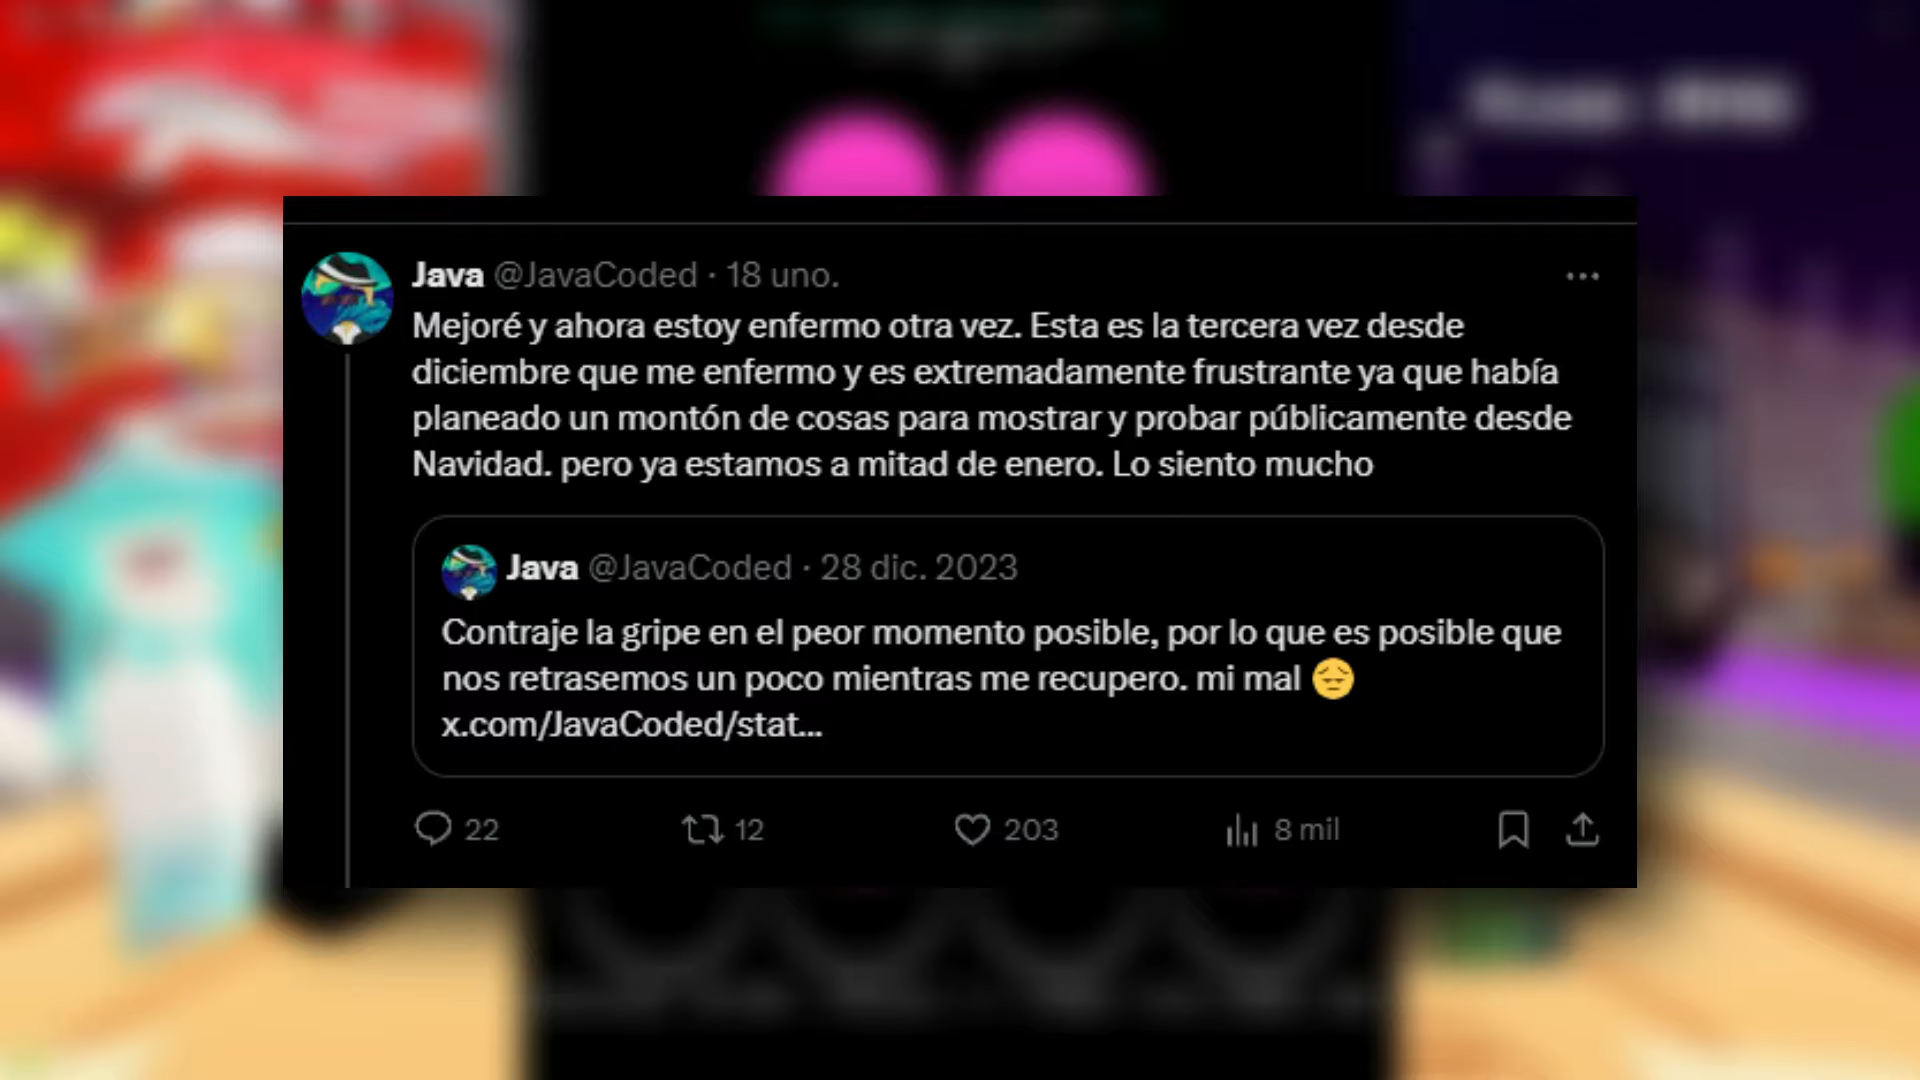 Java @JavaCoded · 18 uno.
Mejoré y ahora estoy enfermo otra vez. Esta es la tercera vez desde
diciembre que me enfermo y es extremadamente frustrante ya que había
planeado un montón de cosas para mostrar y probar públicamente desde
Navidad. pero ya estamos a mitad de enero. Lo siento mucho
Java @JavaCoded · 28 dic. 2023
Contraje la gripe en el peor momento posible, por lo que es posible que
nos retrasemos un poco mientras me recupero. mi mal 😔
x.com/JavaCoded/stat...
22 12 203 8 mil